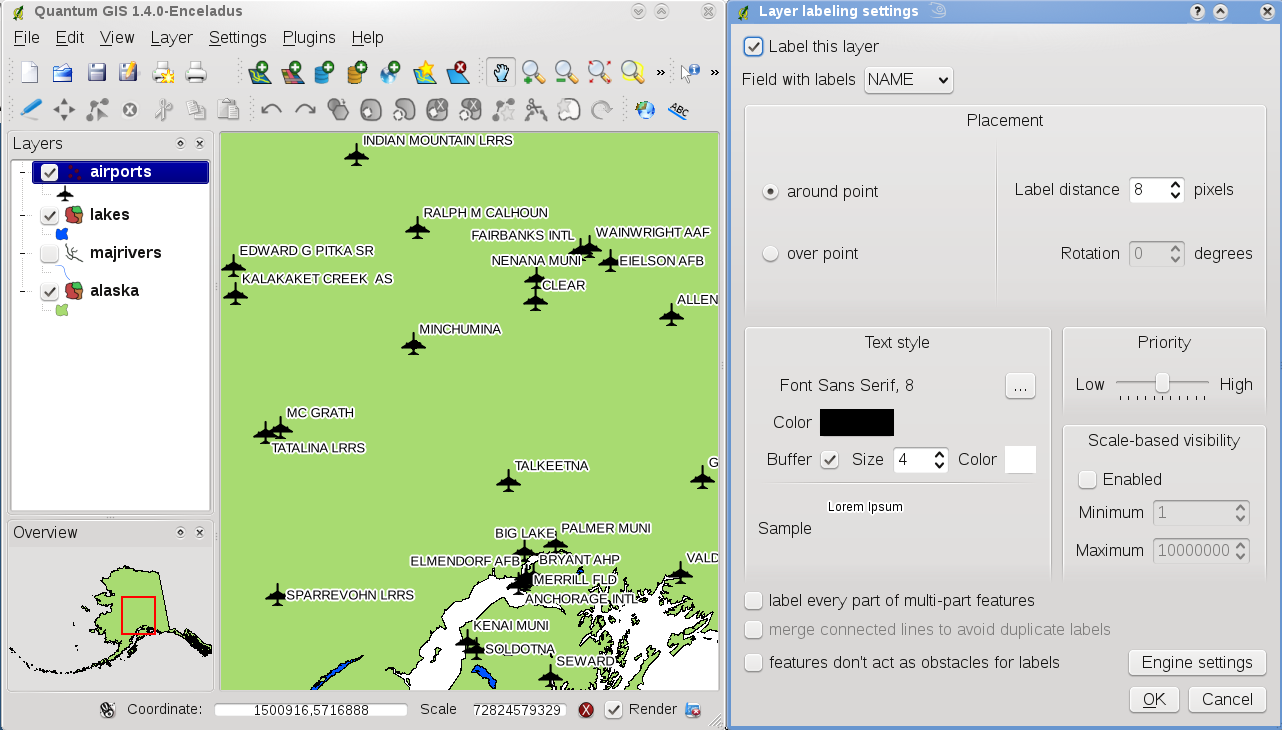 Quantum GIS 1.4.0-Enceladus
File Edit View Layer Settings Plugins Help
» »
ABC
Layers
airports
lakes
majrivers
alaska
Overview
INDIAN MOUNTAIN LRRS
RALPH M CALHOUN
FAIRBANKS INTL
WAINWRIGHT AAF
EDWARD G PITKA SR
NENANA MUNI
EIELSON AFB
KALAKAKET CREEK AS
CLEAR
ALLEN
MINCHUMINA
MC GRATH
TATALINA LRRS
TALKEETNA
G
BIG LAKE
PALMER MUNI
ELMENDORF AFB
BRYANT AHP
VALD
MERRILL FLD
SPARREVOHN LRRS
ANCHORAGE INTL
KENAI MUNI
SOLDOTNA
SEWARD
Coordinate: 1500916,5716888 Scale 72824579329 Render
Layer labeling settings
Label this layer
Field with labels NAME
Placement
around point
Label distance 8 pixels
over point
Rotation 0 degrees
Text style
Font Sans Serif, 8 ...
Color
Buffer Size 4 Color
Lorem Ipsum
Sample
Priority
Low High
Scale-based visibility
Enabled
Minimum 1
Maximum 10000000
label every part of multi-part features
merge connected lines to avoid duplicate labels
features don't act as obstacles for labels
Engine settings
OK Cancel